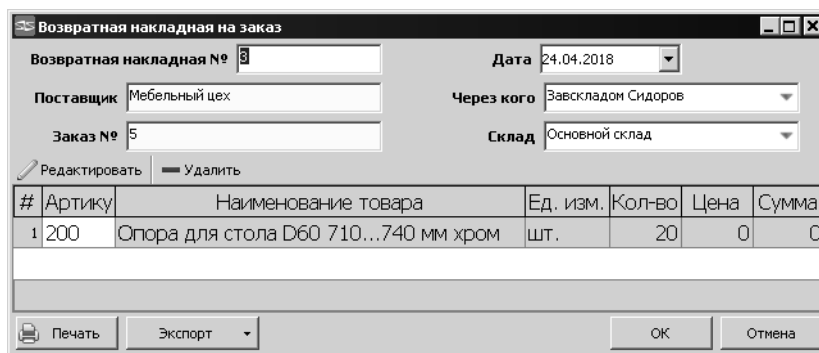 Возвратная накладная на заказ
Возвратная накладная № 3 Дата 24.04.2018
Поставщик Мебельный цех Через кого Завскладом Сидоров
Заказ № 5 Склад Основной склад
Редактировать Удалить
# Артику Наименование товара Ед. изм. Кол-во Цена Сумма
1 200 Опора для стола D60 710...740 мм хром шт. 20 0 0
Печать Экспорт ОК Отмена